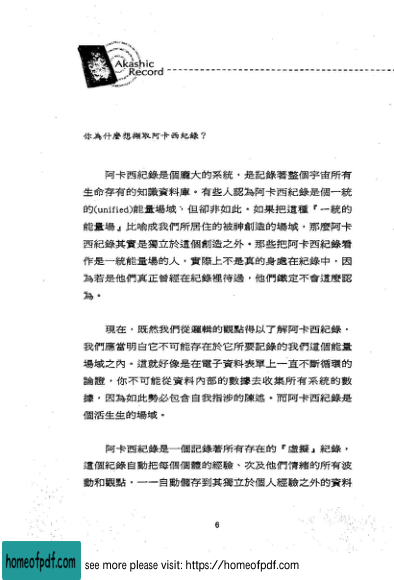 Akashic
Record
你為什麼想擷取阿卡西紀錄？
阿卡西紀錄是個龐大的系統，是記錄著整個宇宙所有
生命存有的知識資料庫。有些人認為阿卡西紀錄是個一統
的(unified)能量場域、但卻非如此。如果把這種『一統的
能量場』比喻成我們所居住的被神創造的場域，那麼阿卡
西紀錄其實是獨立於這個創造之外。那些把阿卡西紀錄看
作是一統能量場的人，實際上不是真的身處在紀錄中，因
為若是他們真正曾經在紀錄裡待過，他們鐵定不會這麼認
為。
現在，既然我們從邏輯的觀點得以了解阿卡西紀錄，
我們應當明白它不可能存在於它所要記錄的我們這個能量
場域之內。這就好像是在電子資料表單上一直不斷循環的
論證，你不可能從資料內部的數據去收集所有系統的數
據，因為如此勢必包含自我指涉的陳述。而阿卡西紀錄是
個活生生的場域。
阿卡西紀錄是一個記錄著所有存在的『虛擬』紀錄，
這個紀錄自動把每個個體的經驗、次及他們情緒的所有波
動和觀點，一一自動儲存到其獨立於個人經驗之外的資料
6
homeofpdf.com see more please visit: https://homeofpdf.com